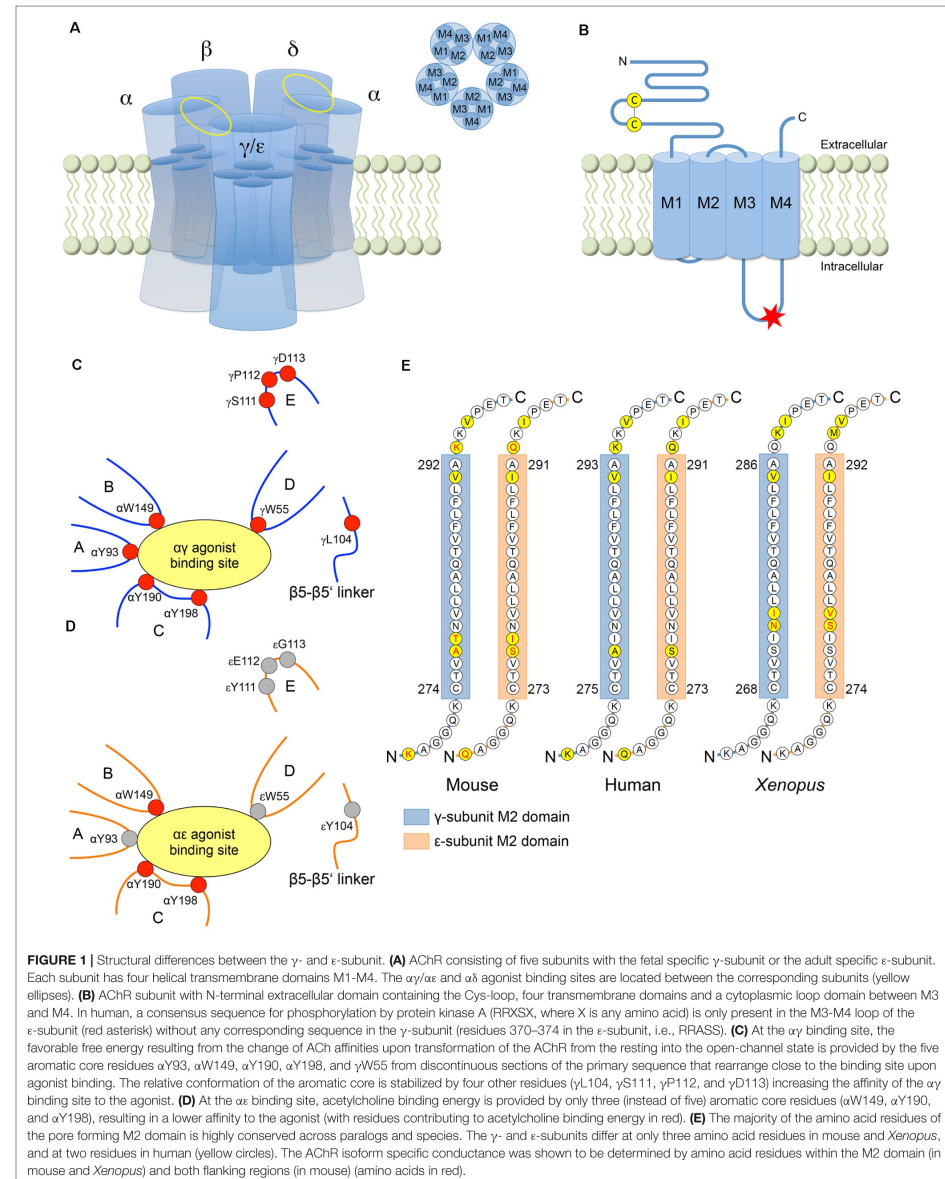 A
β
δ
α
α
γ/ε
M4
M3
M1
M2
M1
M4
M2
M3
M3
M2
M4
M1
M1
M2
M4
M3
M2
M3
M1
M4
B
N
C
C
C
Extracellular
M1 M2 M3 M4
Intracellular
C
γD113
γP112
γS111
E
B
αW149
D
γW55
A
αY93
αγ agonist
binding site
γL104
αY190
αY198
β5-β5‘ linker
C
D
εG113
εE112
εY111
E
B
αW149
D
εW55
A
αY93
αε agonist
binding site
εY104
αY190
αY198
β5-β5‘ linker
C
E
N K A G G Q K C T V A T N V L L A Q T V F L F L V A K K V P E T C
292
274
N Q A G G Q K C T V S I N V L L A Q T V F L F L I A Q K I P E T C
291
273
Mouse
N K A G G Q K C T V A I N V L L A Q T V F L F L V A K K V P E T C
293
275
N Q A G G Q K C T V S I N V L L A Q T V F L F L I A Q K I P E T C
291
273
Human
N K A G G Q K C T V S I N I L L A Q T V F L F L V A Q K I P E T C
286
268
N K A G G Q K C T V S I S V L L A Q T V F L F L I A Q M V P E T C
292
274
Xenopus
γ-subunit M2 domain
ε-subunit M2 domain
FIGURE 1 | Structural differences between the γ- and ε-subunit. (A) AChR consisting of five subunits with the fetal specific γ-subunit or the adult specific ε-subunit.
Each subunit has four helical transmembrane domains M1-M4. The αγ/αε and αδ agonist binding sites are located between the corresponding subunits (yellow
ellipses). (B) AChR subunit with N-terminal extracellular domain containing the Cys-loop, four transmembrane domains and a cytoplasmic loop domain between M3
and M4. In human, a consensus sequence for phosphorylation by protein kinase A (RRXSX, where X is any amino acid) is only present in the M3-M4 loop of the
ε-subunit (red asterisk) without any corresponding sequence in the γ-subunit (residues 370–374 in the ε-subunit, i.e., RRASS). (C) At the αγ binding site, the
favorable free energy resulting from the change of ACh affinities upon transformation of the AChR from the resting into the open-channel state is provided by the five
aromatic core residues αY93, αW149, αY190, αY198, and γW55 from discontinuous sections of the primary sequence that rearrange close to the binding site upon
agonist binding. The relative conformation of the aromatic core is stabilized by four other residues (γL104, γS111, γP112, and γD113) increasing the affinity of the αγ
binding site to the agonist. (D) At the αε binding site, acetylcholine binding energy is provided by only three (instead of five) aromatic core residues (αW149, αY190,
and αY198), resulting in a lower affinity to the agonist (with residues contributing to acetylcholine binding energy in red). (E) The majority of the amino acid residues of
the pore forming M2 domain is highly conserved across paralogs and species. The γ- and ε-subunits differ at only three amino acid residues in mouse and Xenopus,
and at two residues in human (yellow circles). The AChR isoform specific conductance was shown to be determined by amino acid residues within the M2 domain (in
mouse and Xenopus) and both flanking regions (in mouse) (amino acids in red).